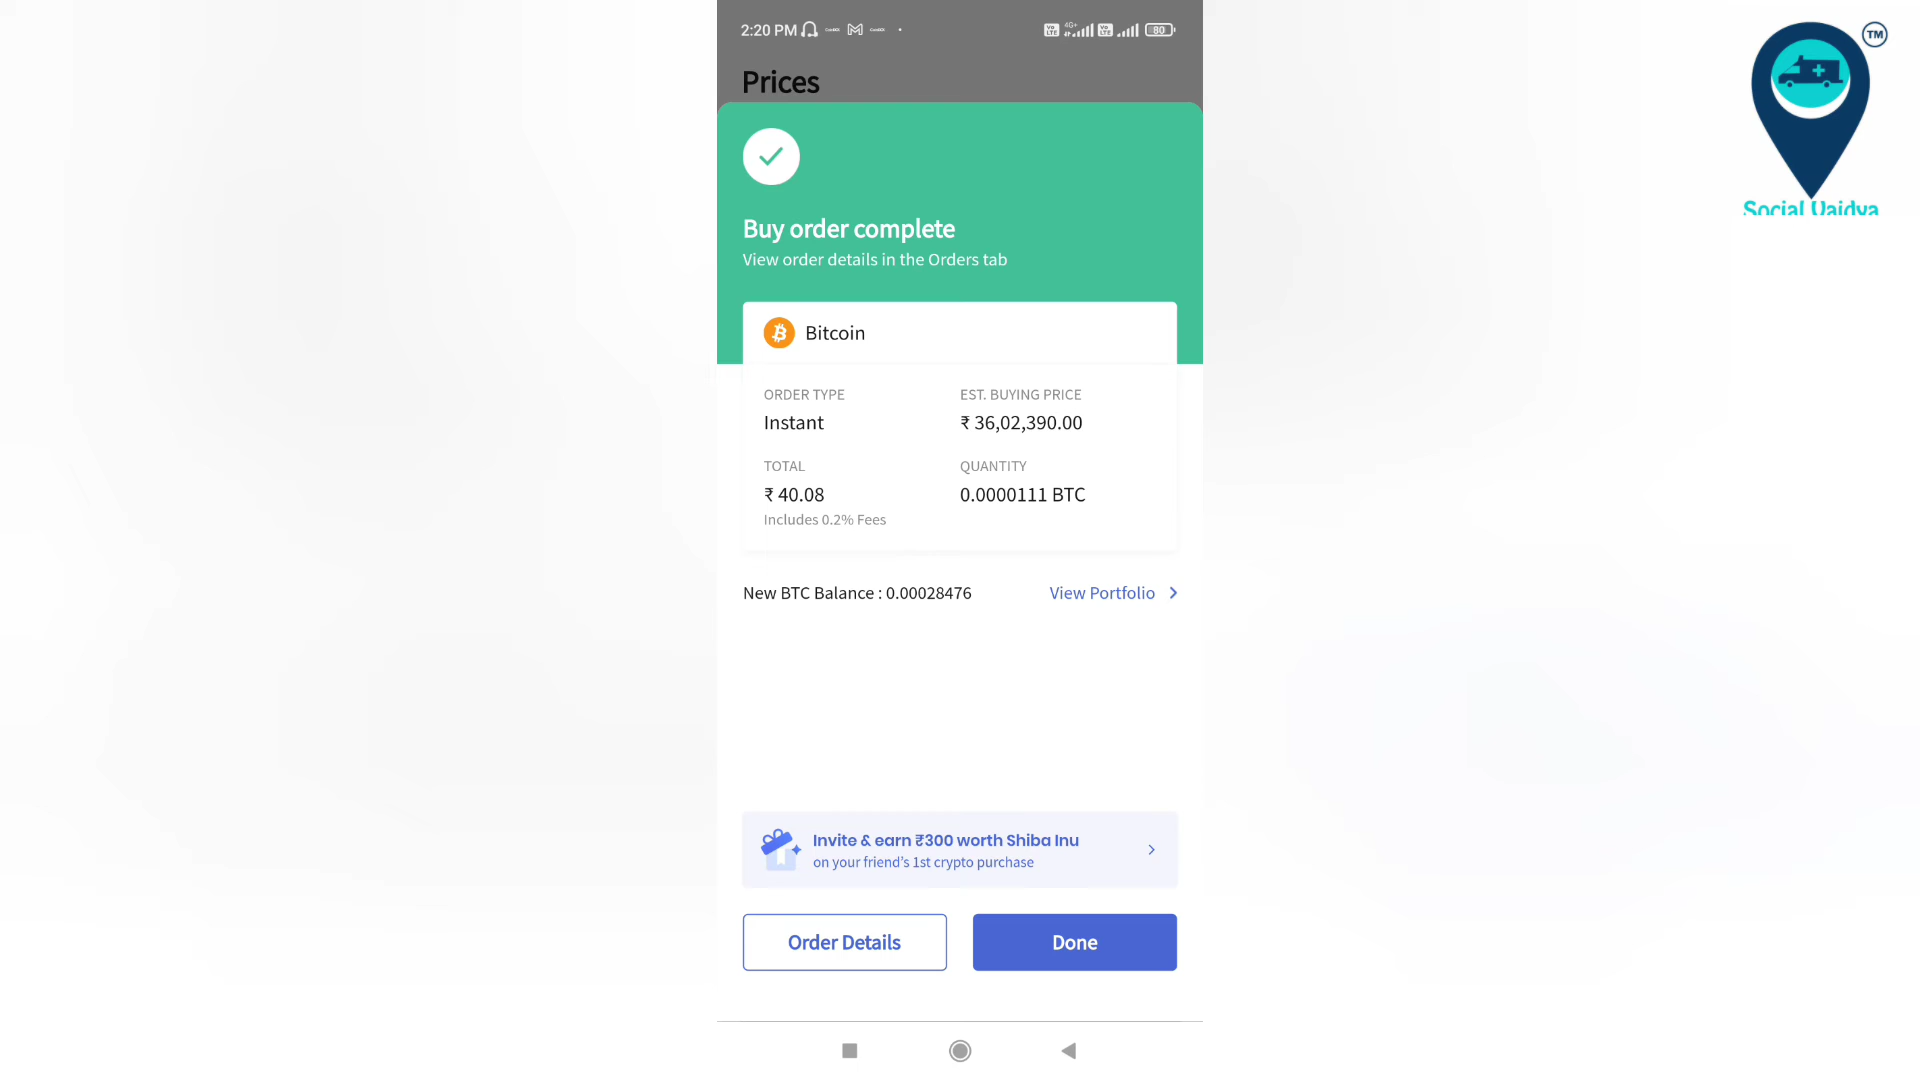 2:20 PM
4G+
80
TM
Social Vaidya
Prices
Buy order complete
View order details in the Orders tab
Bitcoin
ORDER TYPE
EST. BUYING PRICE
Instant
₹ 36,02,390.00
TOTAL
QUANTITY
₹ 40.08
0.0000111 BTC
Includes 0.2% Fees
New BTC Balance : 0.00028476
View Portfolio
Invite & earn ₹300 worth Shiba Inu
on your friend's 1st crypto purchase
Order Details
Done